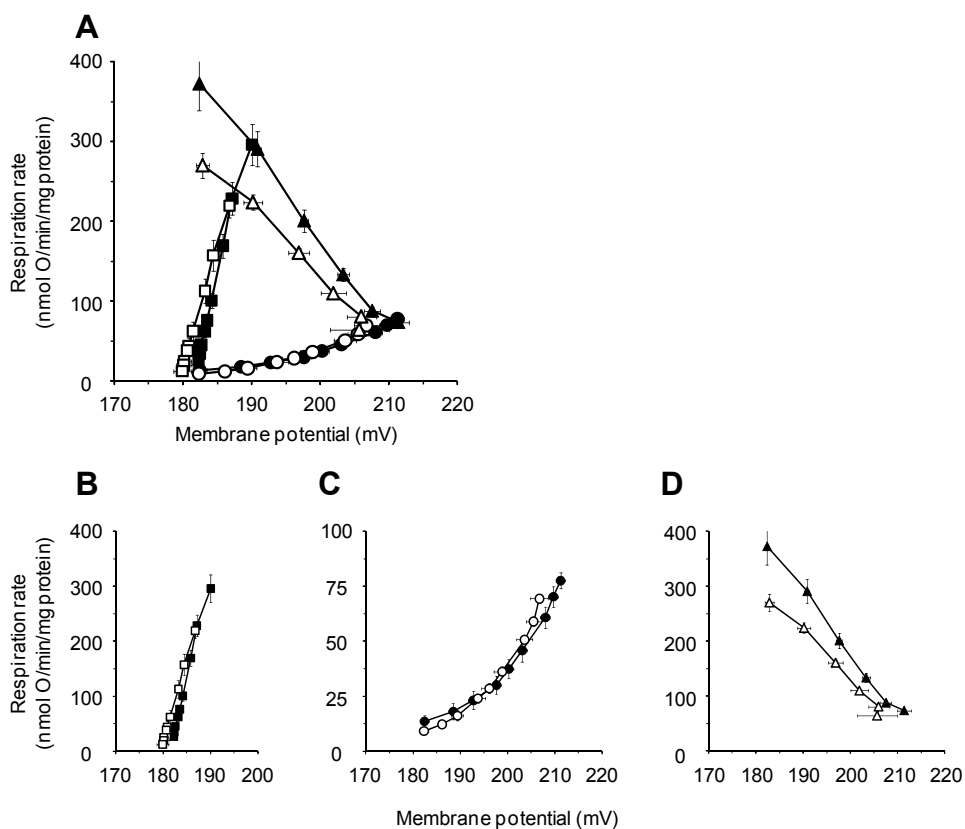 A
400
300
200
100
0
Respiration rate
(nmol O/min/mg protein)
170 180 190 200 210 220
Membrane potential (mV)
B C D
400
300
200
100
0
Respiration rate
(nmol O/min/mg protein)
170 180 190 200
100
75
50
25
0
170 180 190 200 210 220
400
300
200
100
0
170 180 190 200 210 220
Membrane potential (mV)